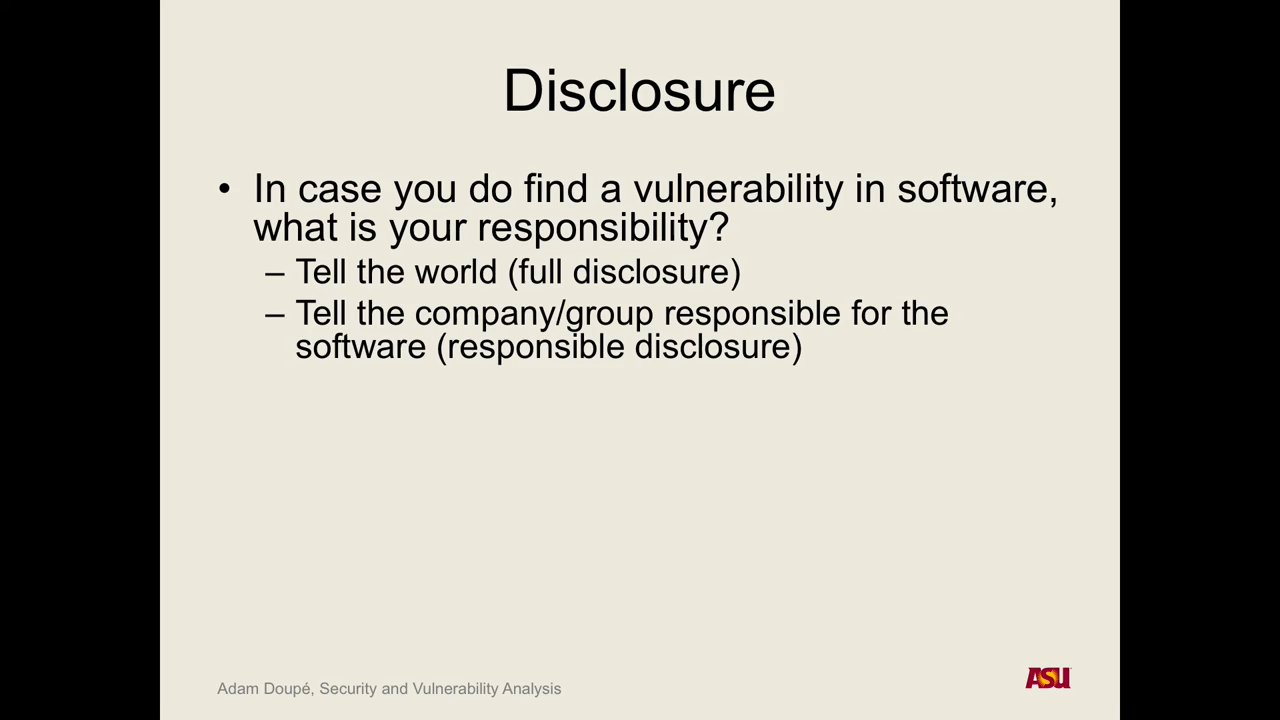 Disclosure
• In case you do find a vulnerability in software,
what is your responsibility?
– Tell the world (full disclosure)
– Tell the company/group responsible for the
software (responsible disclosure)
Adam Doupé, Security and Vulnerability Analysis
ASU